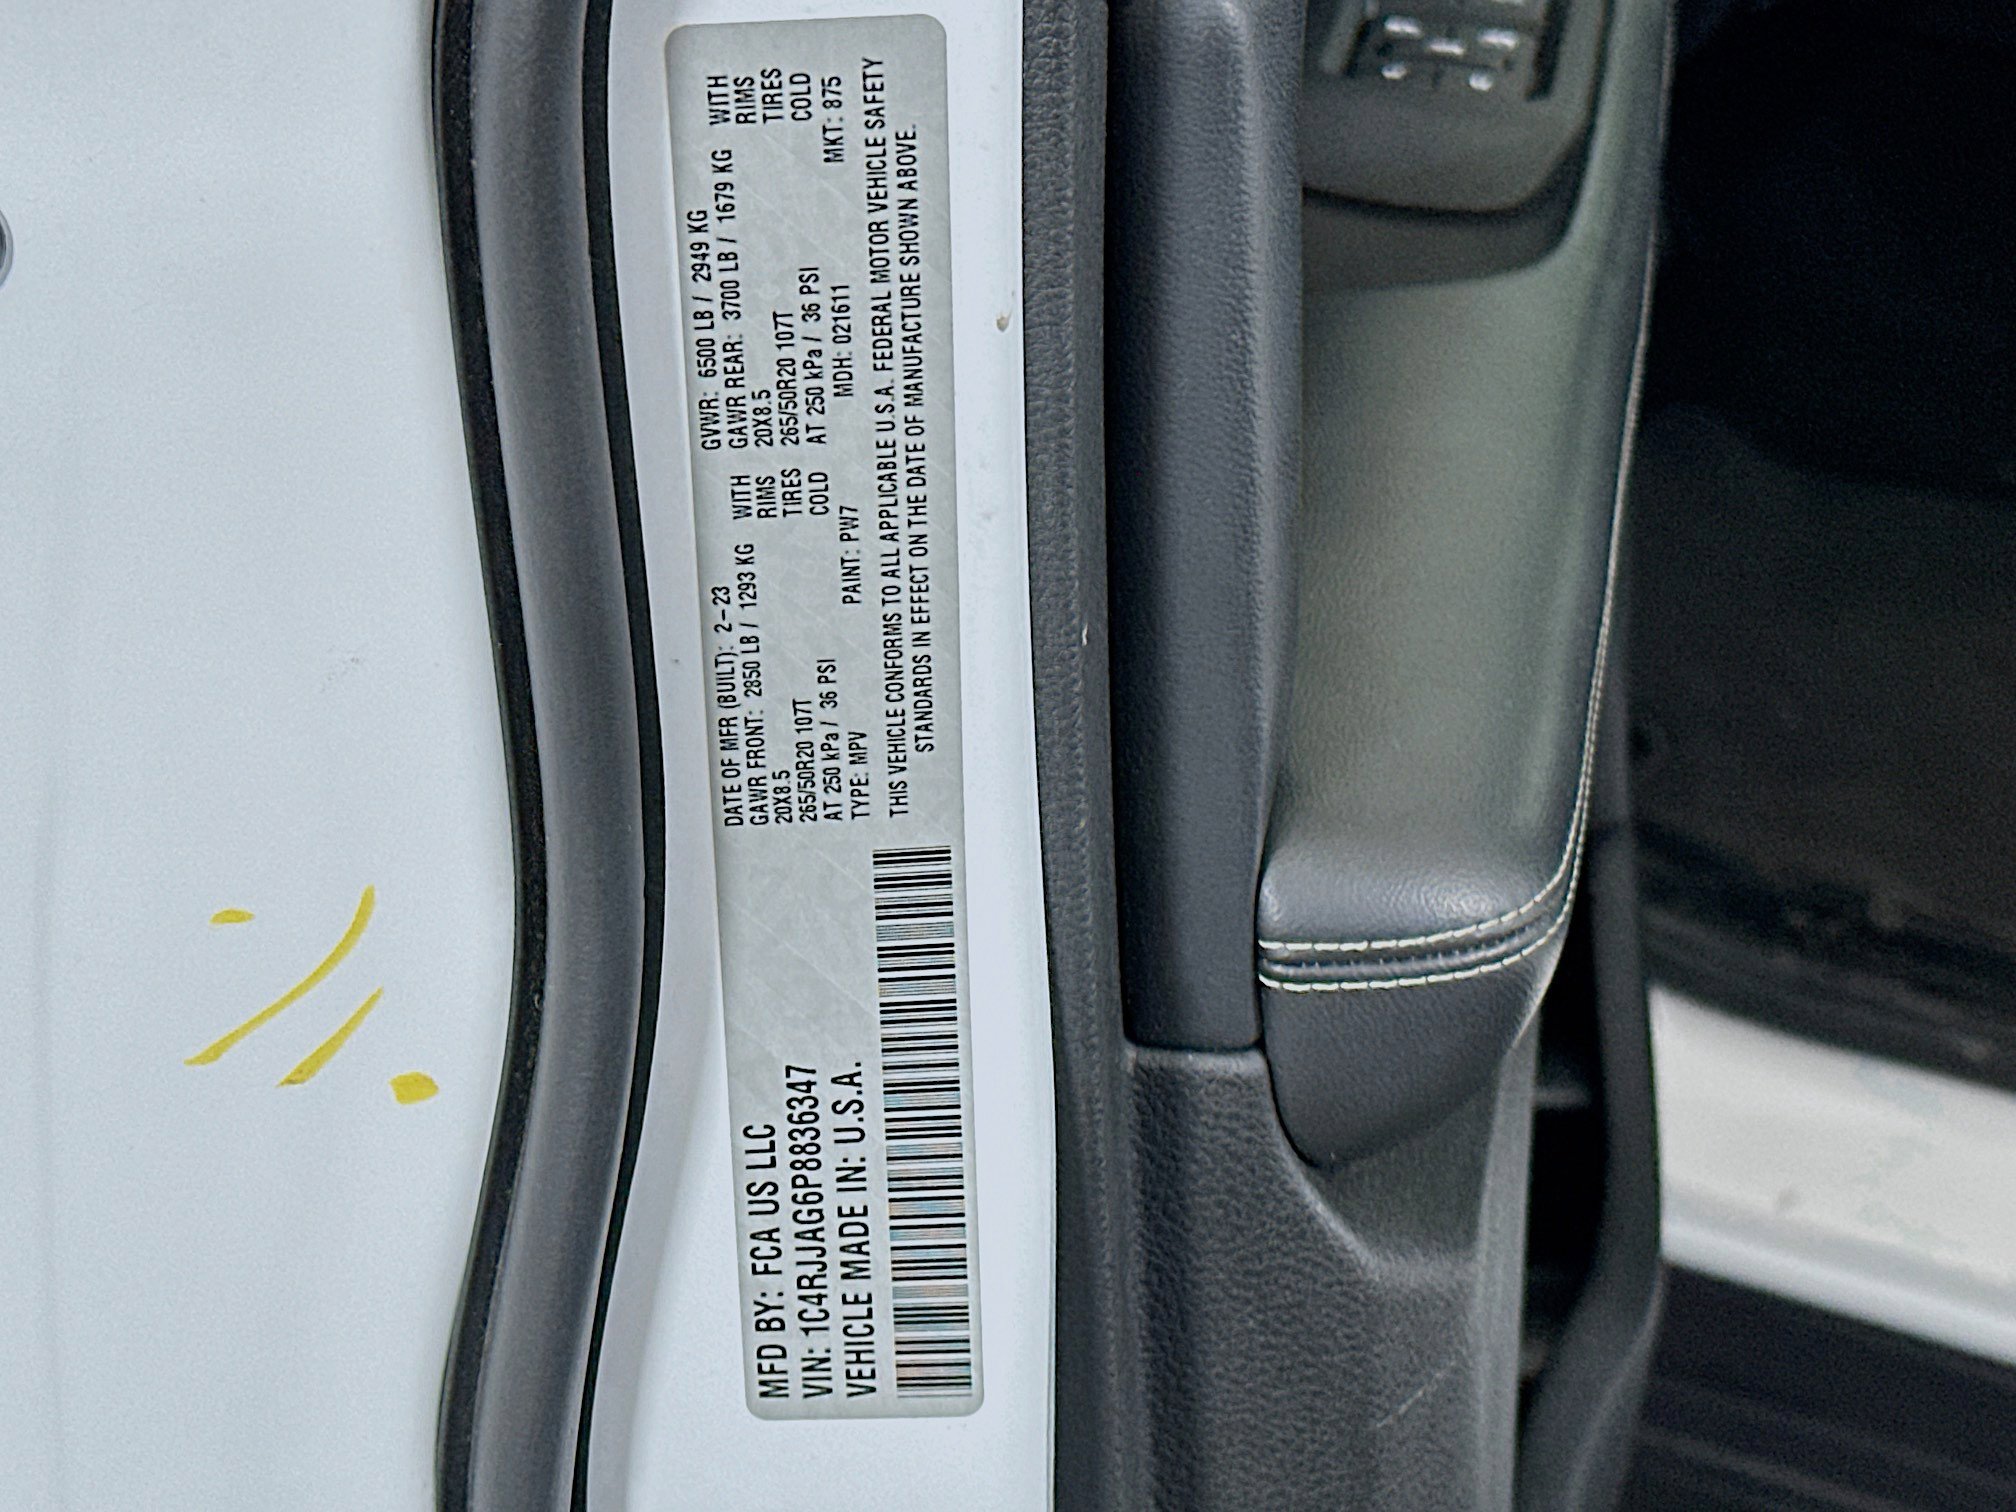 MFD BY: FCA US LLC
VIN: 1C4RJJAG6P8836347
VEHICLE MADE IN: U.S.A.
DATE OF MFR (BUILT): 2-23 GVWR: 6500 LB / 2949 KG
GAWR FRONT: 2850 LB / 1293 KG WITH GAWR REAR: 3700 LB / 1679 KG WITH
20X8.5 RIMS 20X8.5 RIMS
265/50R20 107T TIRES 265/50R20 107T TIRES
AT 250 kPa / 36 PSI COLD AT 250 kPa / 36 PSI COLD
TYPE: MPV PAINT: PW7 MDH: 021611 MKT: 875
THIS VEHICLE CONFORMS TO ALL APPLICABLE U.S.A. FEDERAL MOTOR VEHICLE SAFETY
STANDARDS IN EFFECT ON THE DATE OF MANUFACTURE SHOWN ABOVE.